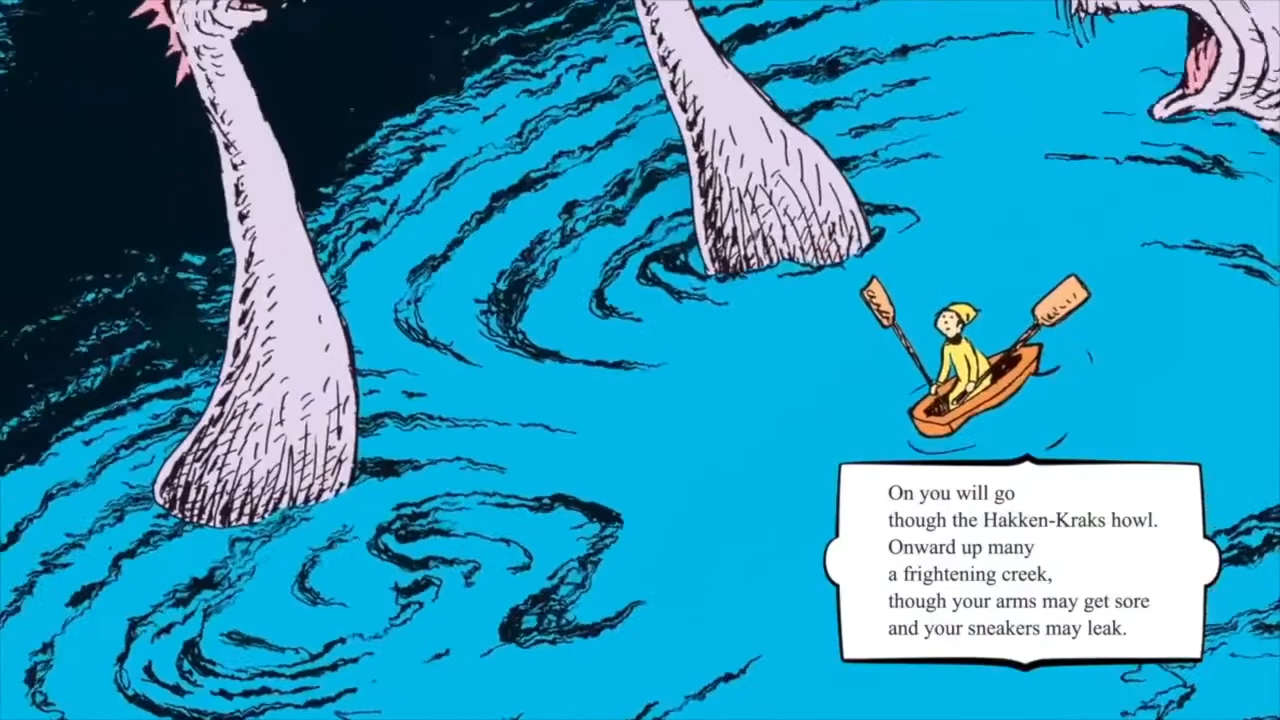 On you will go
though the Hakken-Kraks howl.
Onward up many
a frightening creek,
though your arms may get sore
and your sneakers may leak.